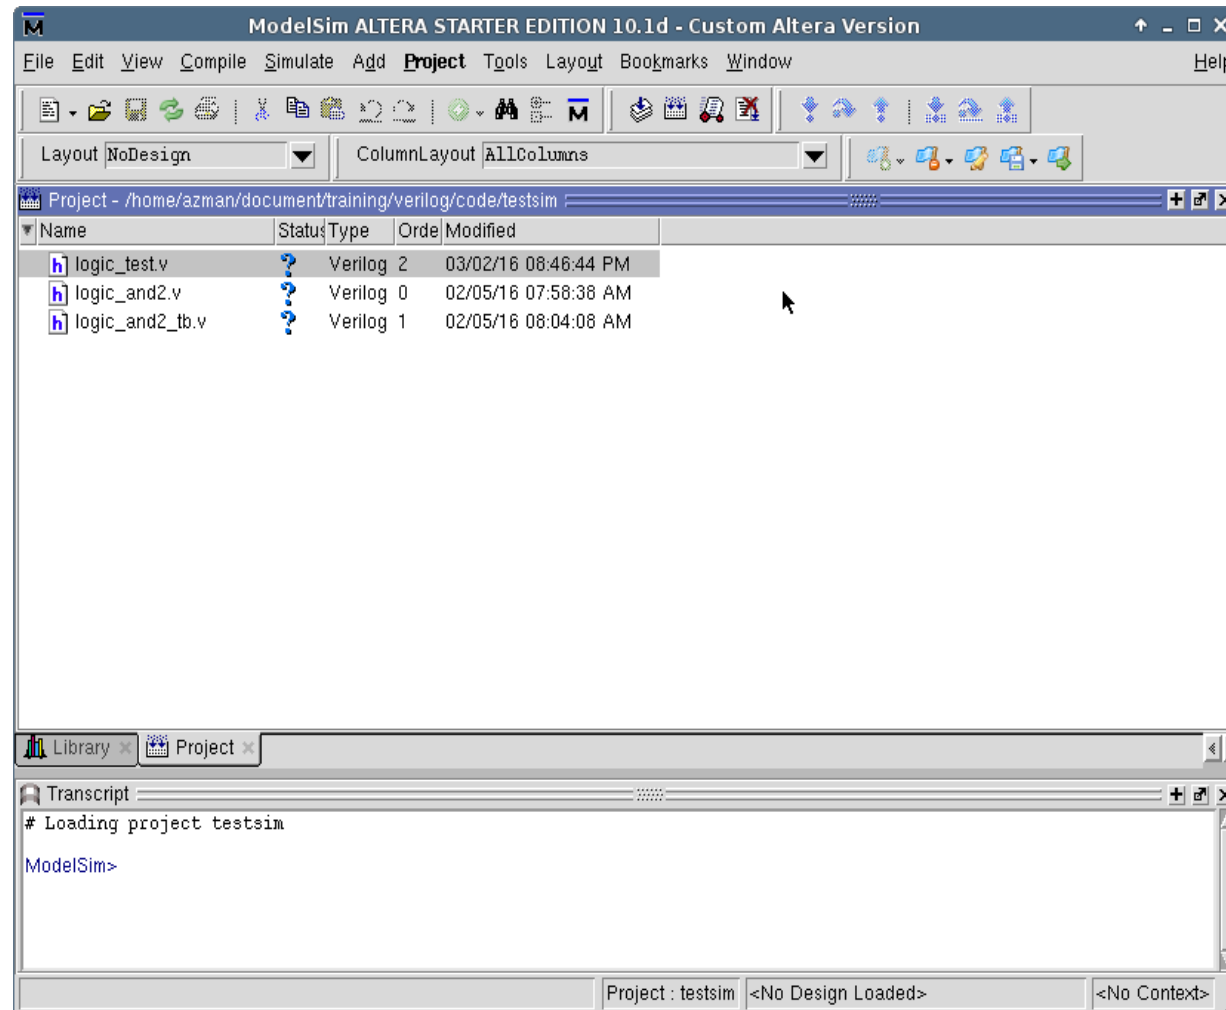 ModelSim ALTERA STARTER EDITION 10.1d - Custom Altera Version
File Edit View Compile Simulate Add Project Tools Layout Bookmarks Window Help
Layout NoDesign ColumnLayout AllColumns
Project - /home/azman/document/training/verilog/code/testsim
Name Status Type Orde Modified
logic_test.v Verilog 2 03/02/16 08:46:44 PM
logic_and2.v Verilog 0 02/05/16 07:58:38 AM
logic_and2_tb.v Verilog 1 02/05/16 08:04:08 AM
Library Project
Transcript
# Loading project testsim
ModelSim>
Project : testsim <No Design Loaded> <No Context>